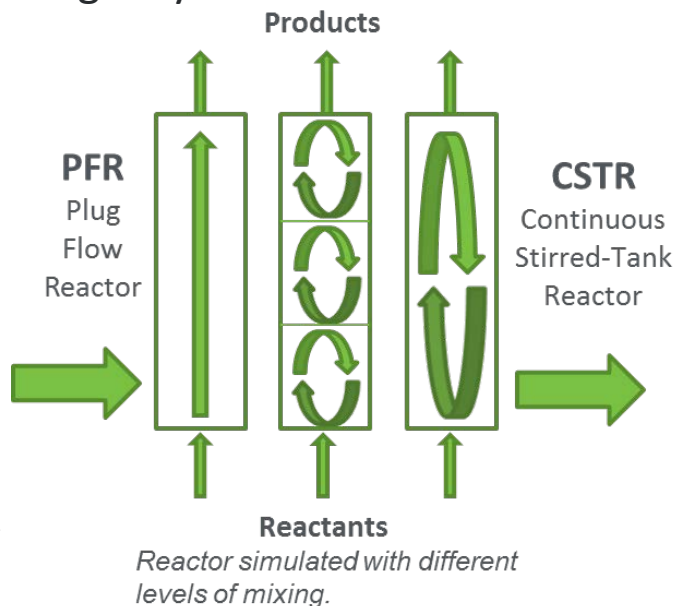 Products
PFR
Plug
Flow
Reactor
CSTR
Continuous
Stirred-Tank
Reactor
Reactants
Reactor simulated with different
levels of mixing.